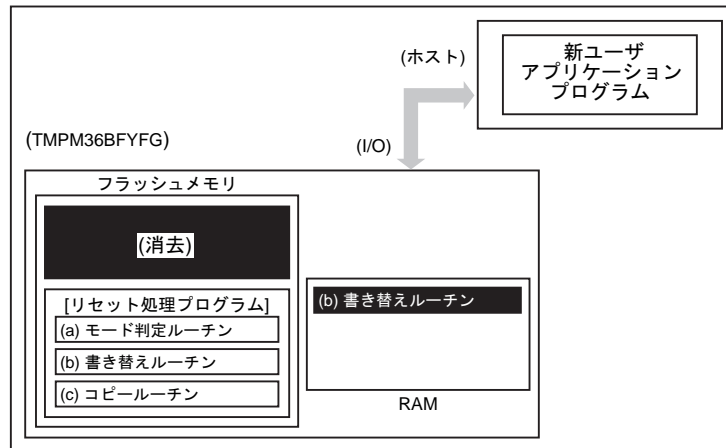 (ホスト)
新ユーザ
アプリケーション
プログラム
(TMPM36BFYFG)
(I/O)
フラッシュメモリ
(消去)
[リセット処理プログラム]
(a) モード判定ルーチン
(b) 書き替えルーチン
(c) コピールーチン
(b) 書き替えルーチン
RAM